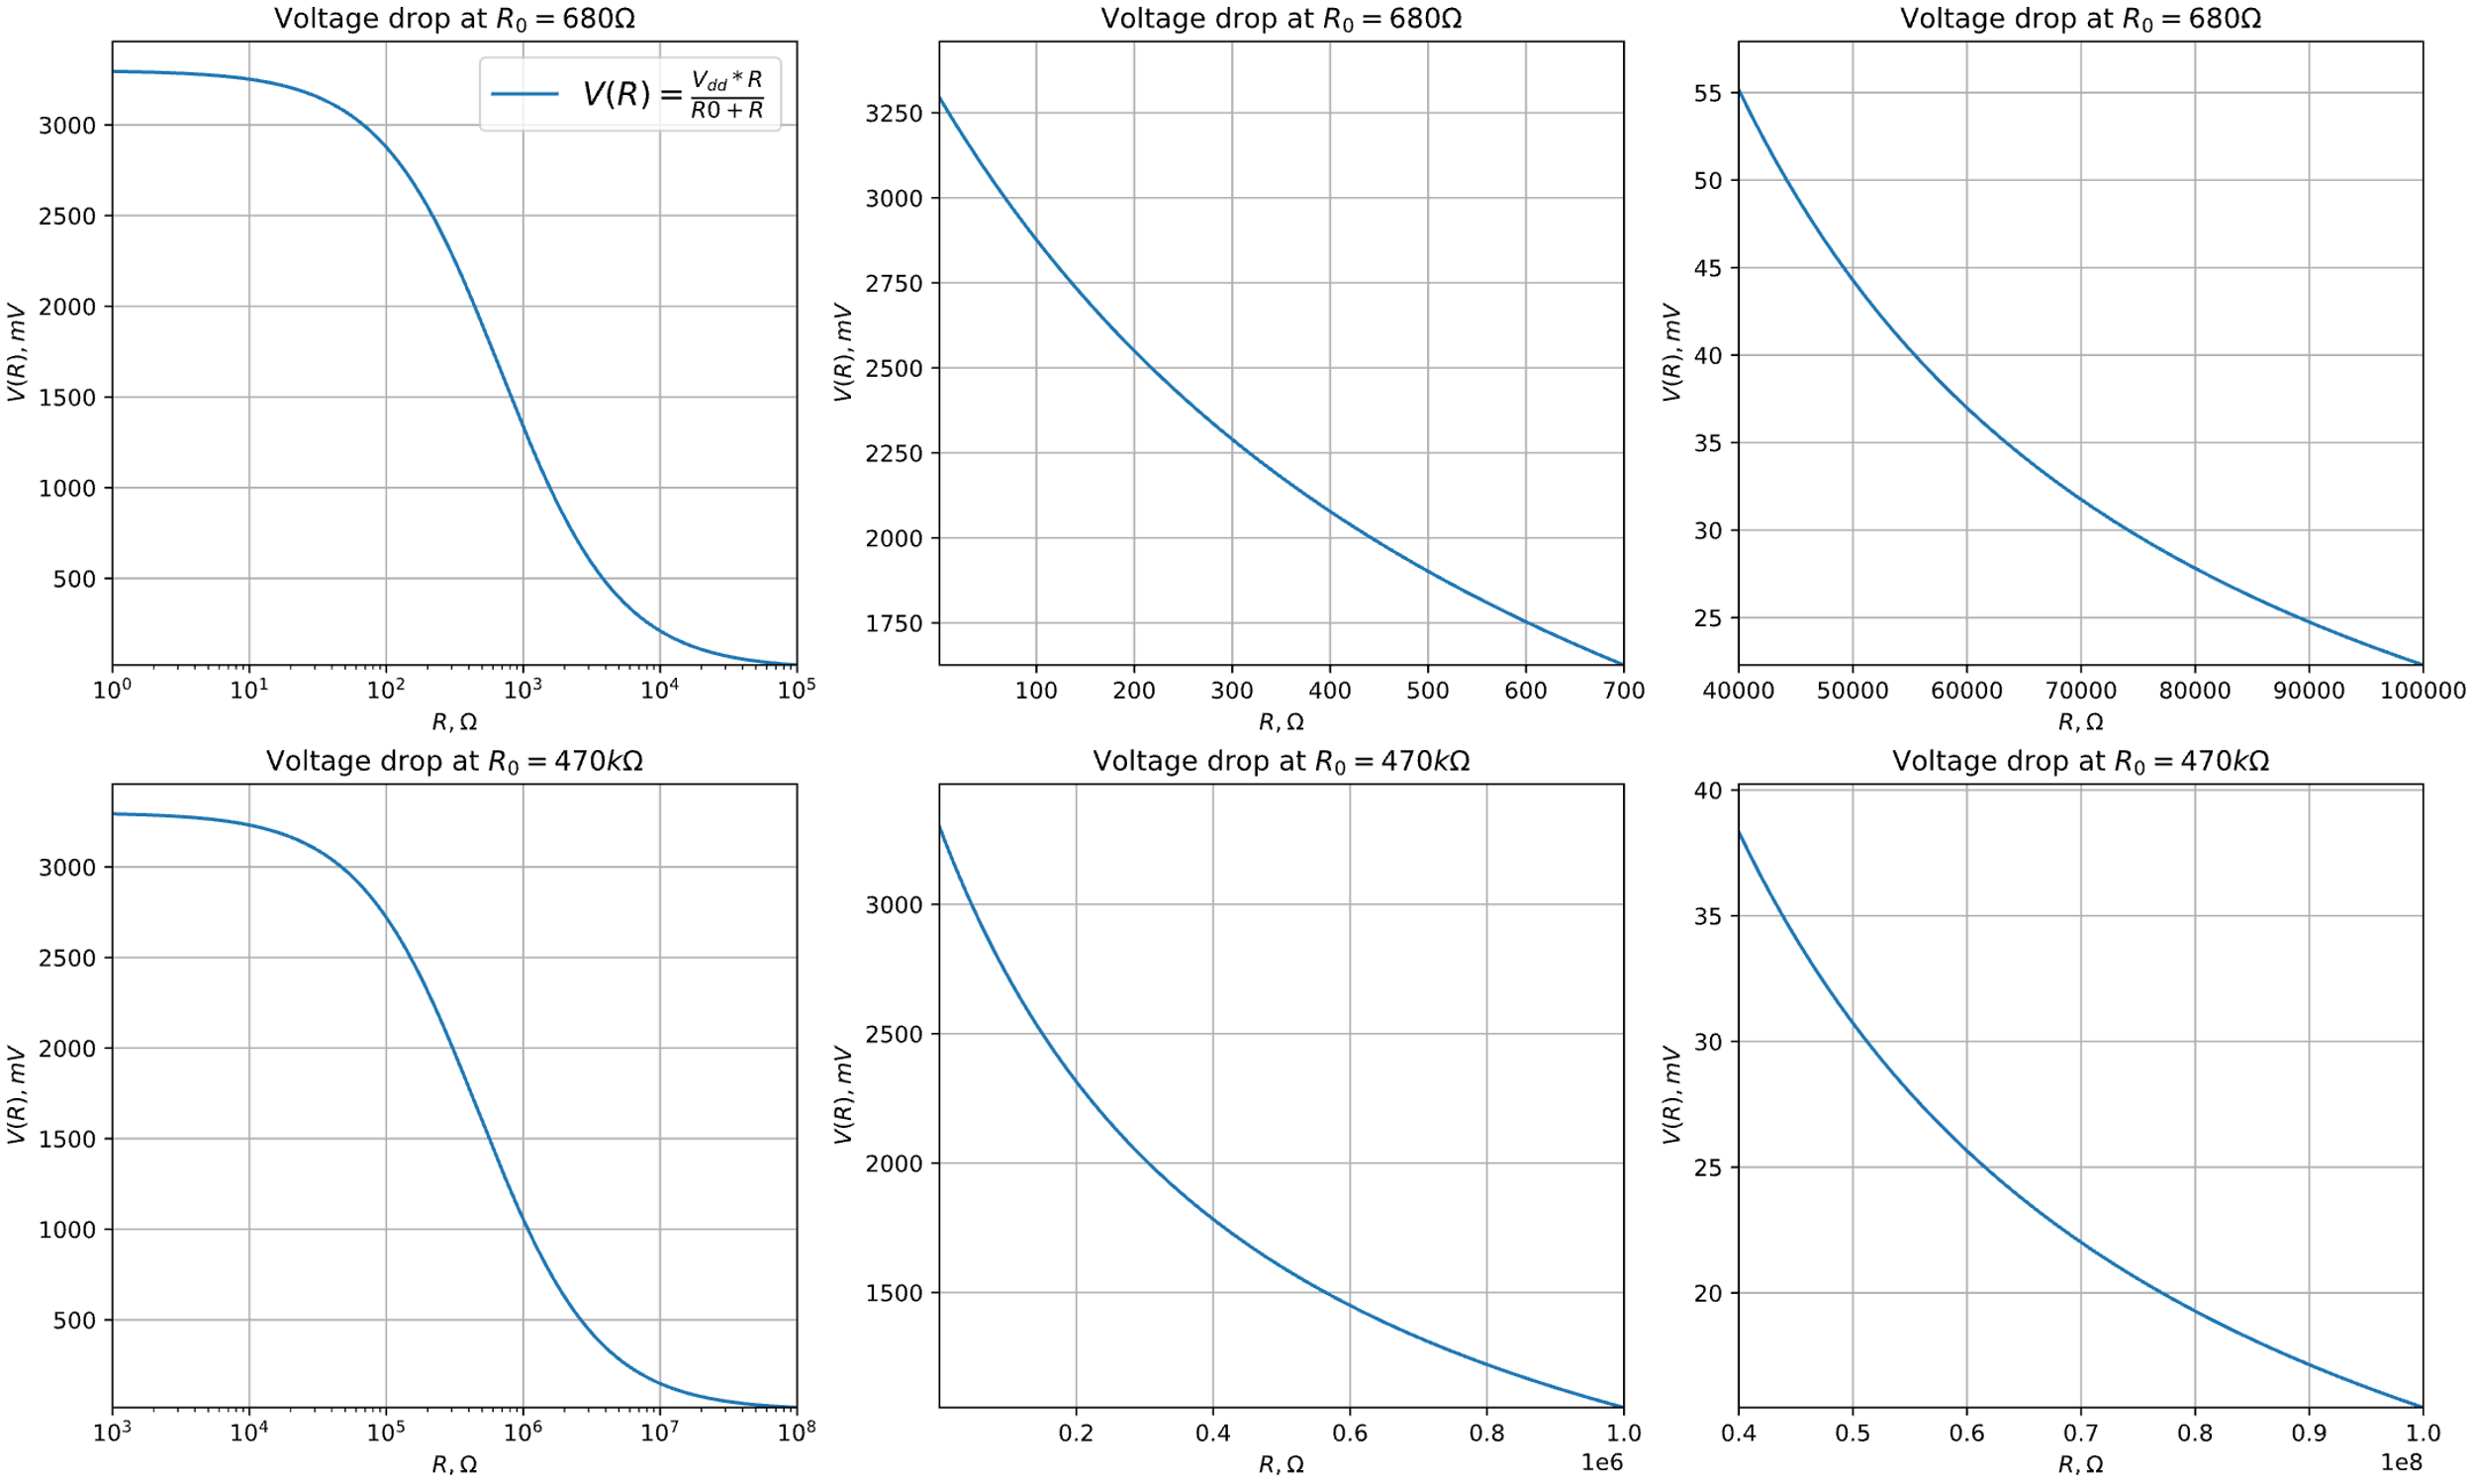 Voltage drop at R₀ = 680Ω
V(R) = V_dd * R / R0 + R
3000
2500
2000
1500
1000
500
V(R), mV
10⁰ 10¹ 10² 10³ 10⁴ 10⁵
R, Ω
Voltage drop at R₀ = 680Ω
3250
3000
2750
2500
2250
2000
1750
V(R), mV
100 200 300 400 500 600 700
R, Ω
Voltage drop at R₀ = 680Ω
55
50
45
40
35
30
25
V(R), mV
40000 50000 60000 70000 80000 90000 100000
R, Ω
Voltage drop at R₀ = 470kΩ
3000
2500
2000
1500
1000
500
V(R), mV
10³ 10⁴ 10⁵ 10⁶ 10⁷ 10⁸
R, Ω
Voltage drop at R₀ = 470kΩ
3000
2500
2000
1500
V(R), mV
0.2 0.4 0.6 0.8 1.0
1e6
R, Ω
Voltage drop at R₀ = 470kΩ
40
35
30
25
20
V(R), mV
0.4 0.5 0.6 0.7 0.8 0.9 1.0
1e8
R, Ω